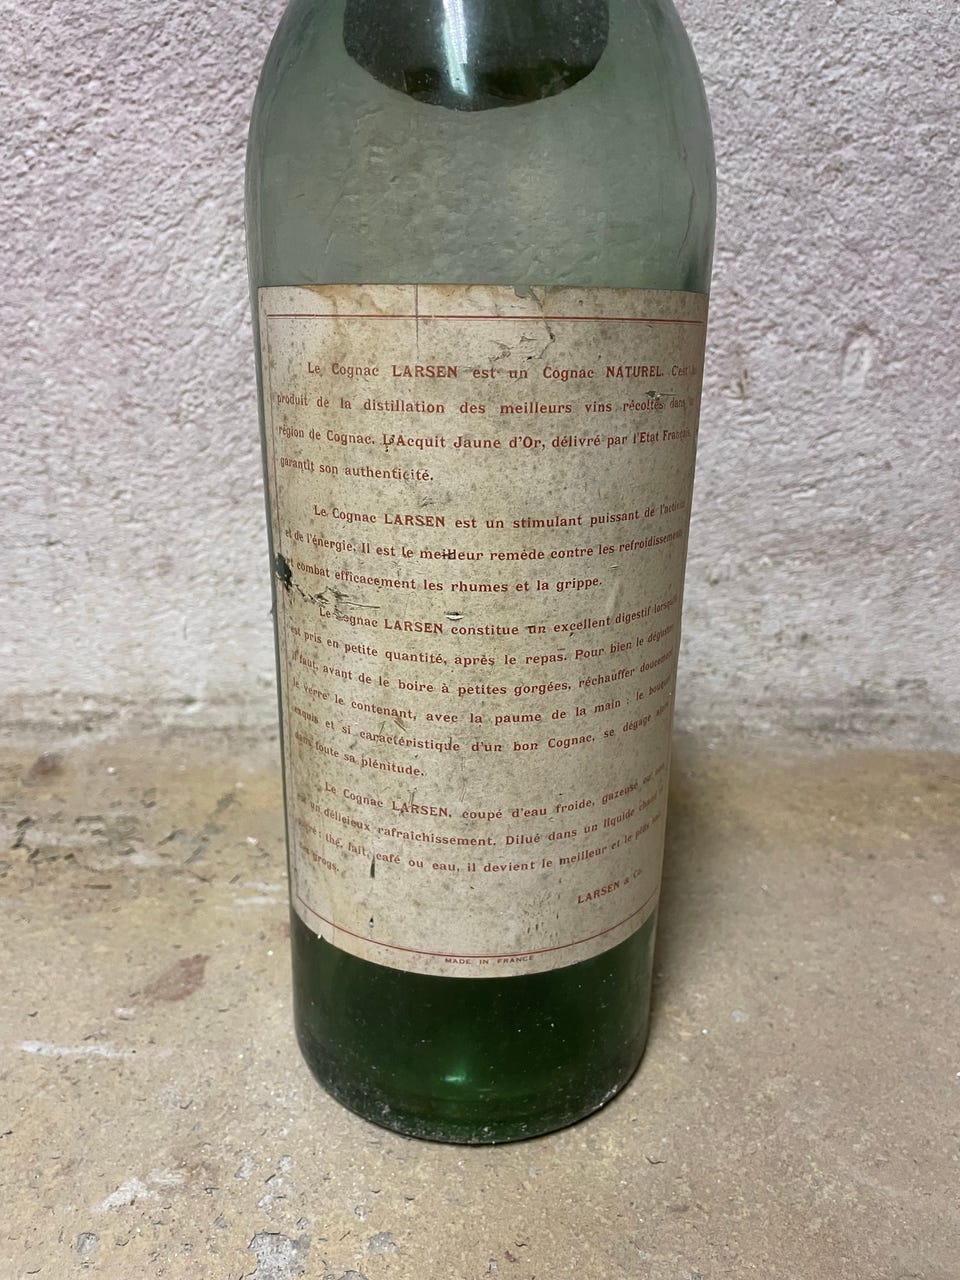 Le Cognac LARSEN est un Cognac NATUREL. C'est
produit de la distillation des meilleurs vins récoltés dans
région de Cognac. L'Acquit Jaune d'Or, délivré par l'Etat Français,
garantit son authenticité.
Le Cognac LARSEN est un stimulant puissant de l'activité
et de l'énergie. Il est le meilleur remède contre les refroidissements
et combat efficacement les rhumes et la grippe.
Le Cognac LARSEN constitue un excellent digestif lorsqu'il
est pris en petite quantité, après le repas. Pour bien le déguster
il faut, avant de le boire à petites gorgées, réchauffer doucement
le verre le contenant, avec la paume de la main : le bouquet
exquis et si caractéristique d'un bon Cognac, se dégage alors
dans toute sa plénitude.
Le Cognac LARSEN, coupé d'eau froide, gazeuse ou non
est un délicieux rafraichissement. Dilué dans un liquide chaud
sucré : thé, lait, café ou eau, il devient le meilleur et le plus
des grogs.
LARSEN & Co.
MADE IN FRANCE